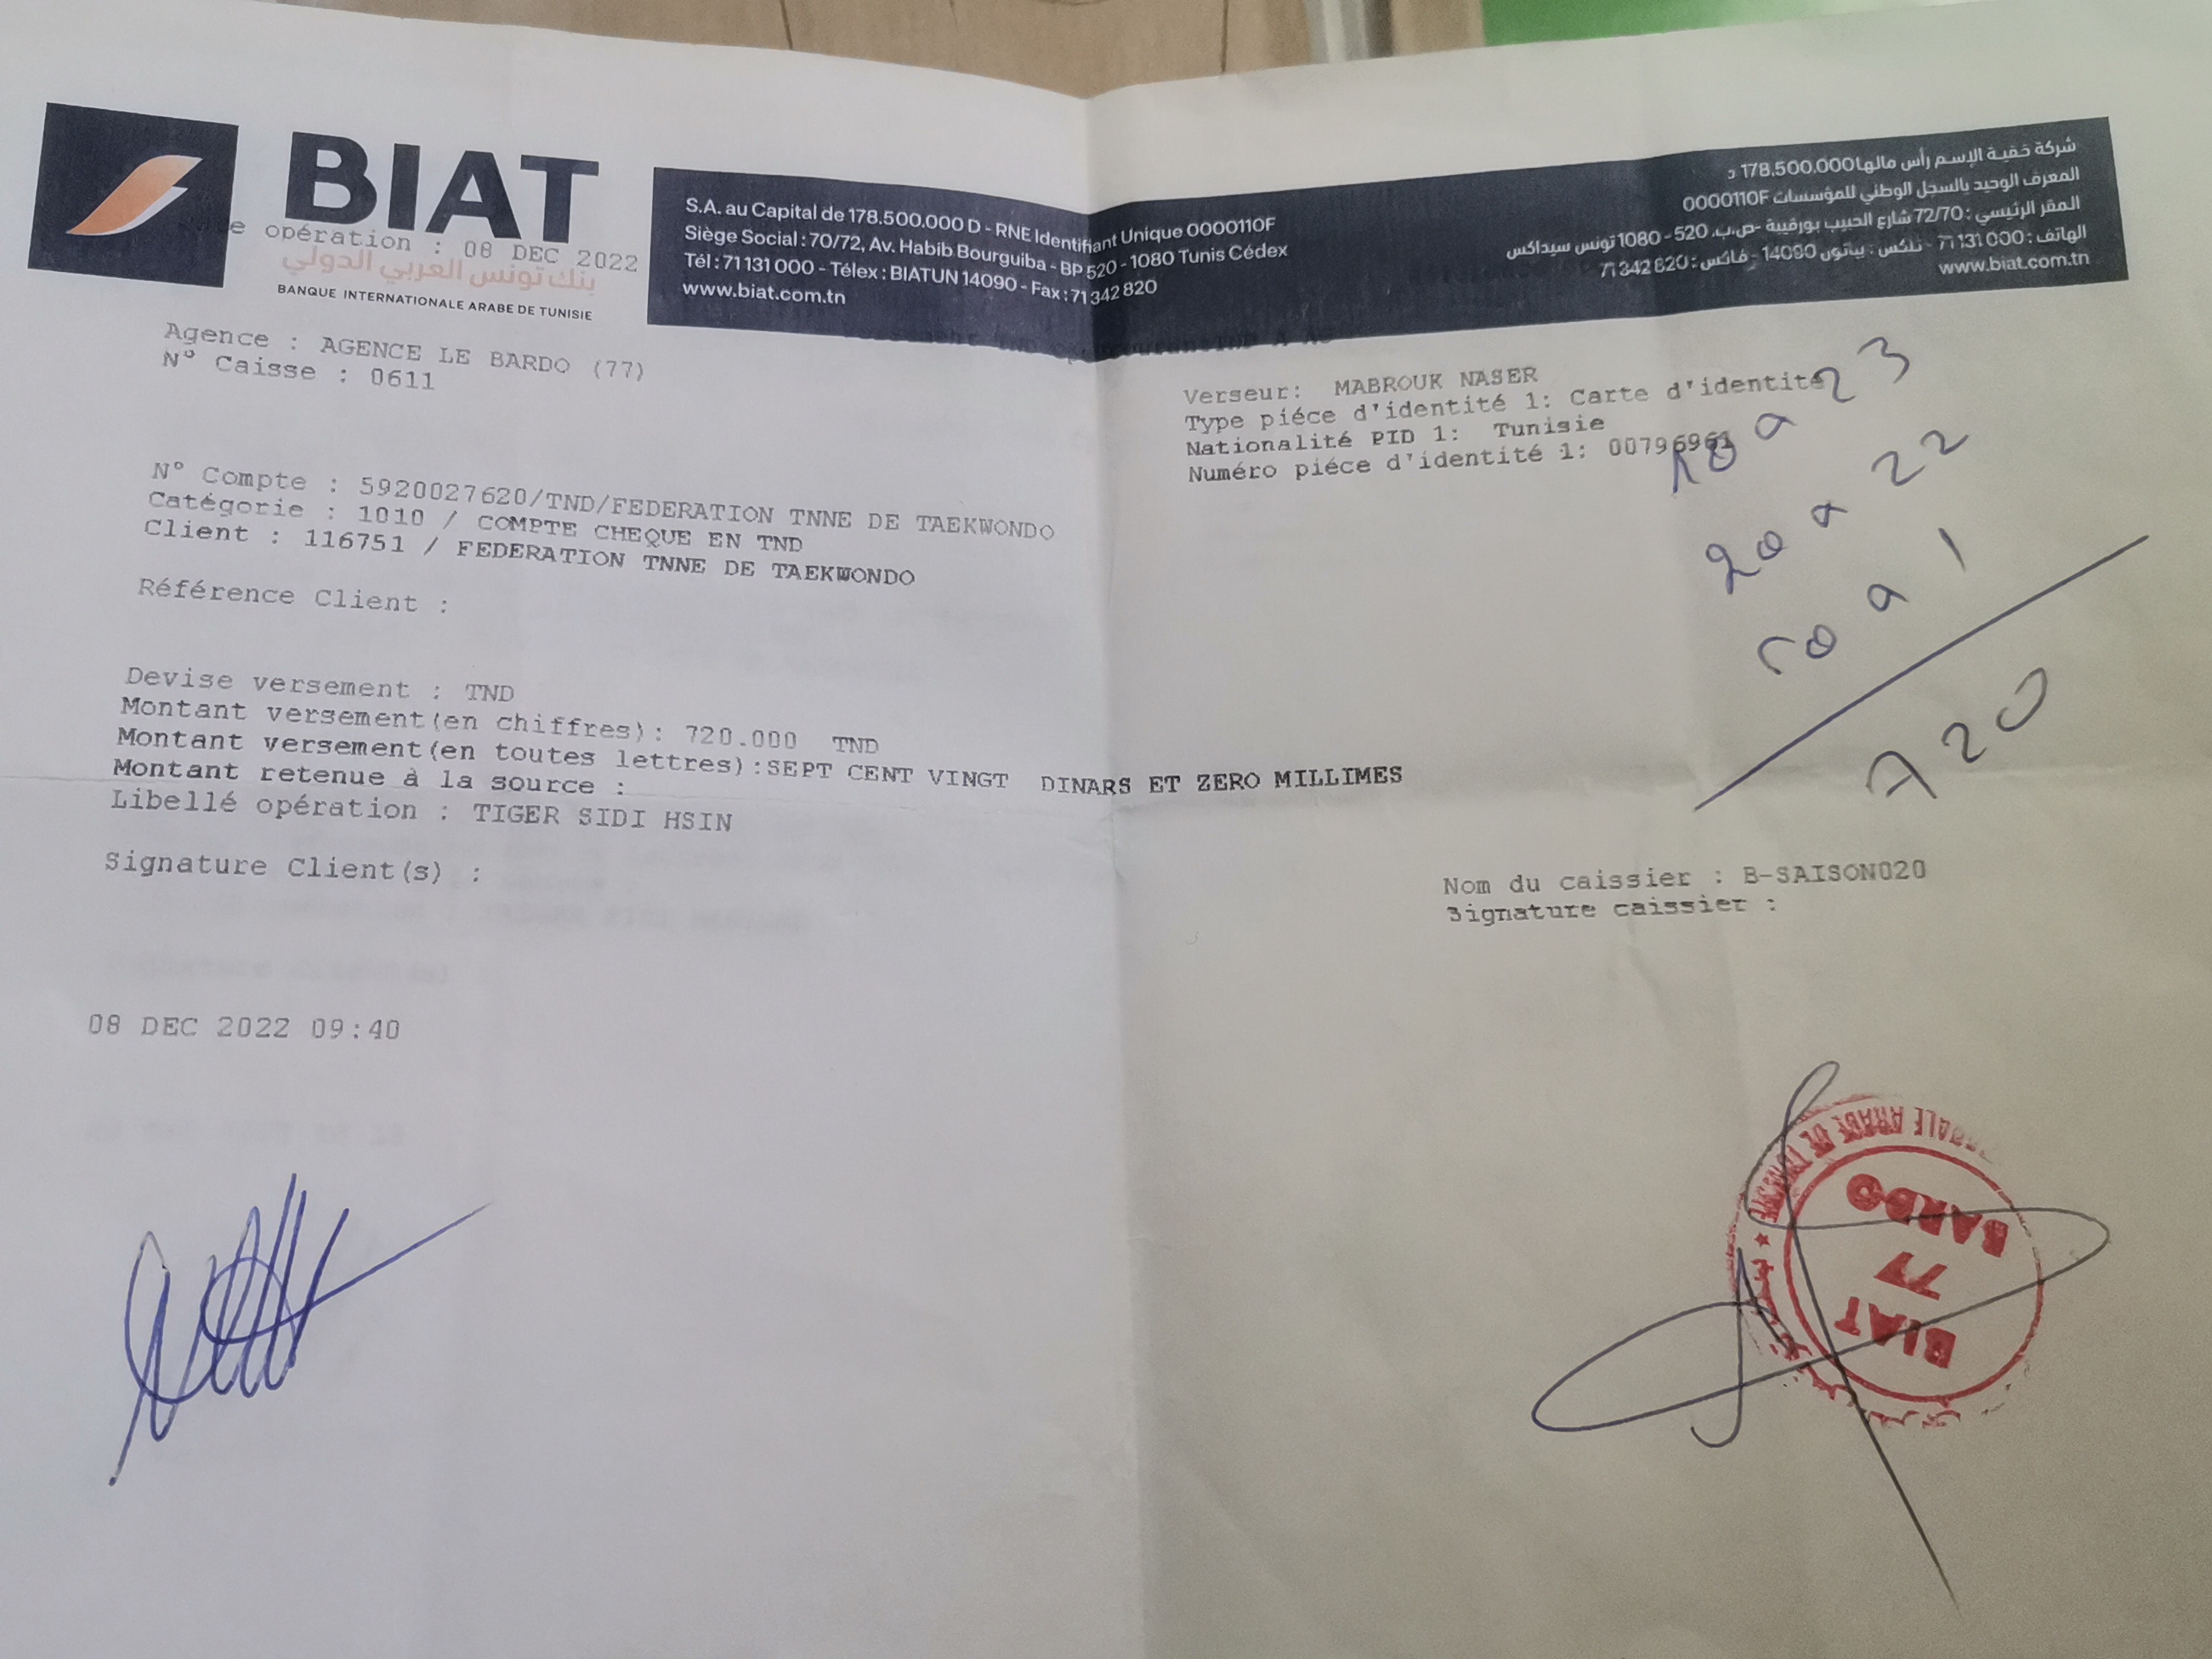 BIAT
e opération : 08 DEC 2022
بنك تونس العربي الدولي
BANQUE INTERNATIONALE ARABE DE TUNISIE
S.A. au Capital de 178.500.000 D - RNE Identifiant Unique 0000110F
Siège Social : 70/72, Av. Habib Bourguiba - BP 520 - 1080 Tunis Cédex
Tél : 71 131 000 - Télex : BIATUN 14090 - Fax : 71 342 820
www.biat.com.tn
شركة خفية الإسم رأس مالها 178.500.000 د
المعرف الوحيد بالسجل الوطني للمؤسسات 0000110F
المقر الرئيسي : 72/70 شارع الحبيب بورقيبة -ص.ب. 520 - 1080 تونس سيداكس
الهاتف : 71 131 000 - تلكس : بياتون 14090 - فاكس : 71 342 820
www.biat.com.tn
Agence : AGENCE LE BARDO (77)
N° Caisse : 0611
Verseur: MABROUK NASER
Type piéce d'identité 1: Carte d'identité
Nationalité PID 1: Tunisie
Numéro piéce d'identité 1: 00796961
N° Compte : 5920027620/TND/FEDERATION TNNE DE TAEKWONDO
Catégorie : 1010 / COMPTE CHEQUE EN TND
Client : 116751 / FEDERATION TNNE DE TAEKWONDO
Référence Client :
23
22
1
720
Devise versement : TND
Montant versement(en chiffres): 720.000 TND
Montant versement(en toutes lettres):SEPT CENT VINGT DINARS ET ZERO MILLIMES
Montant retenue à la source :
Libellé opération : TIGER SIDI HSIN
Signature Client(s) :
Nom du caissier : B-SAISON020
Signature caissier :
08 DEC 2022 09:40
BIAT
77
BARDO
ARABE DE TUNISIE